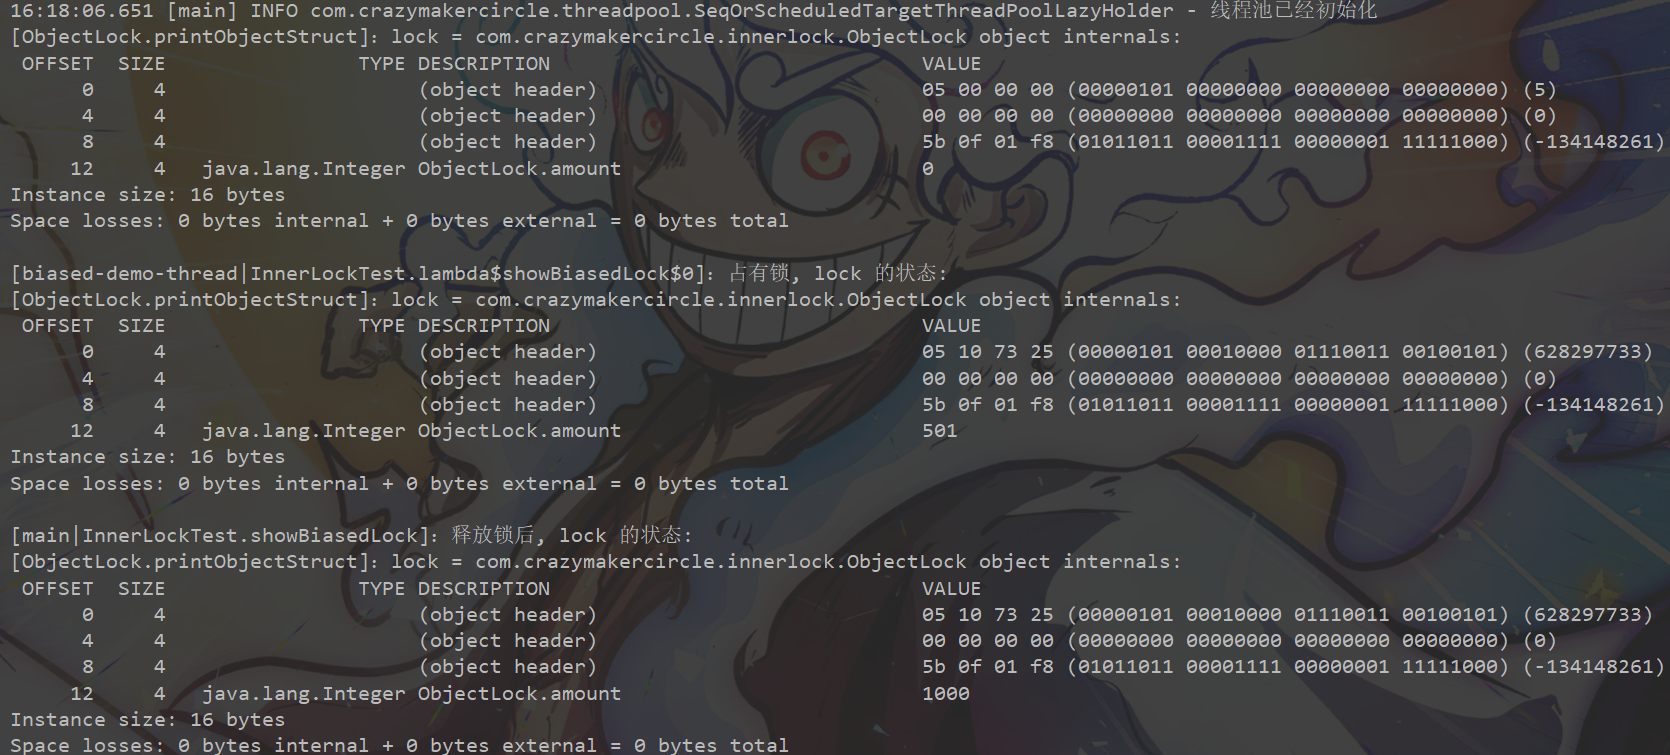 16:18:06.651 [main] INFO com.crazymakercircle.threadpool.SeqOrScheduledTargetThreadPoolLazyHolder - 线程池已经初始化
[ObjectLock.printObjectStruct]：lock = com.crazymakercircle.innerlock.ObjectLock object internals:
OFFSET SIZE TYPE DESCRIPTION VALUE
0 4 (object header) 05 00 00 00 (00000101 00000000 00000000 00000000) (5)
4 4 (object header) 00 00 00 00 (00000000 00000000 00000000 00000000) (0)
8 4 (object header) 5b 0f 01 f8 (01011011 00001111 00000001 11111000) (-134148261)
12 4 java.lang.Integer ObjectLock.amount 0
Instance size: 16 bytes
Space losses: 0 bytes internal + 0 bytes external = 0 bytes total
[biased-demo-thread|InnerLockTest.lambda$showBiasedLock$0]：占有锁, lock 的状态:
[ObjectLock.printObjectStruct]：lock = com.crazymakercircle.innerlock.ObjectLock object internals:
OFFSET SIZE TYPE DESCRIPTION VALUE
0 4 (object header) 05 10 73 25 (00000101 00010000 01110011 00100101) (628297733)
4 4 (object header) 00 00 00 00 (00000000 00000000 00000000 00000000) (0)
8 4 (object header) 5b 0f 01 f8 (01011011 00001111 00000001 11111000) (-134148261)
12 4 java.lang.Integer ObjectLock.amount 501
Instance size: 16 bytes
Space losses: 0 bytes internal + 0 bytes external = 0 bytes total
[main|InnerLockTest.showBiasedLock]：释放锁后, lock 的状态:
[ObjectLock.printObjectStruct]：lock = com.crazymakercircle.innerlock.ObjectLock object internals:
OFFSET SIZE TYPE DESCRIPTION VALUE
0 4 (object header) 05 10 73 25 (00000101 00010000 01110011 00100101) (628297733)
4 4 (object header) 00 00 00 00 (00000000 00000000 00000000 00000000) (0)
8 4 (object header) 5b 0f 01 f8 (01011011 00001111 00000001 11111000) (-134148261)
12 4 java.lang.Integer ObjectLock.amount 1000
Instance size: 16 bytes
Space losses: 0 bytes internal + 0 bytes external = 0 bytes total